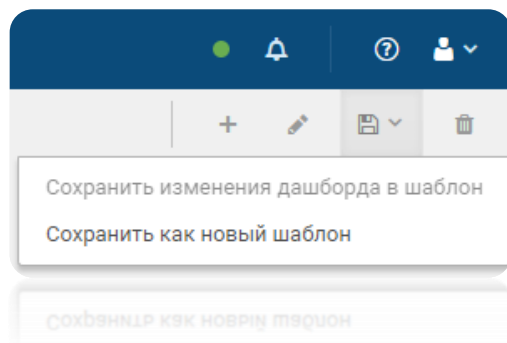 Сохранить изменения дашборда в шаблон
Сохранить как новый шаблон